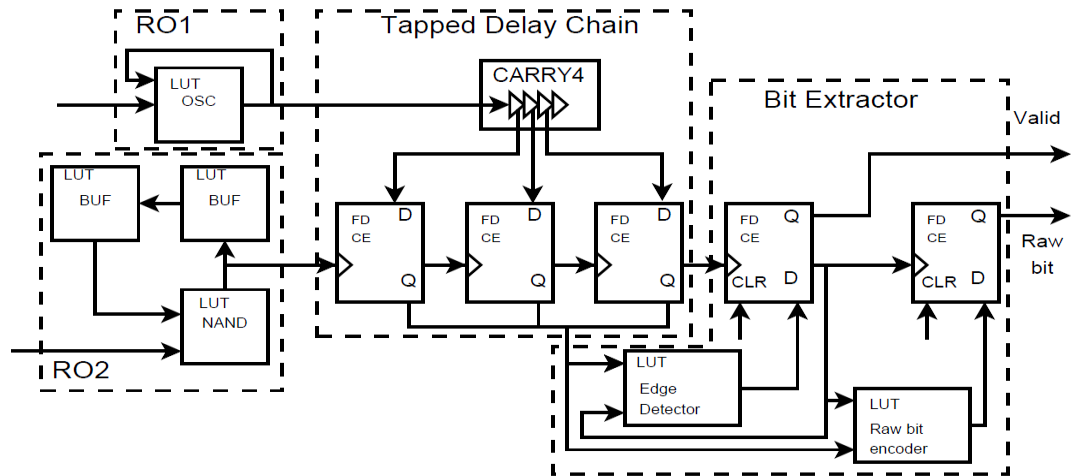 RO1
LUT
OSC
Tapped Delay Chain
CARRY4
Bit Extractor
Valid
LUT
BUF
LUT
BUF
FD
CE
D
Q
FD
CE
D
Q
FD
CE
D
Q
FD
CE
Q
CLR
D
FD
CE
Q
CLR
D
Raw
bit
LUT
NAND
RO2
LUT
Edge
Detector
LUT
Raw bit
encoder